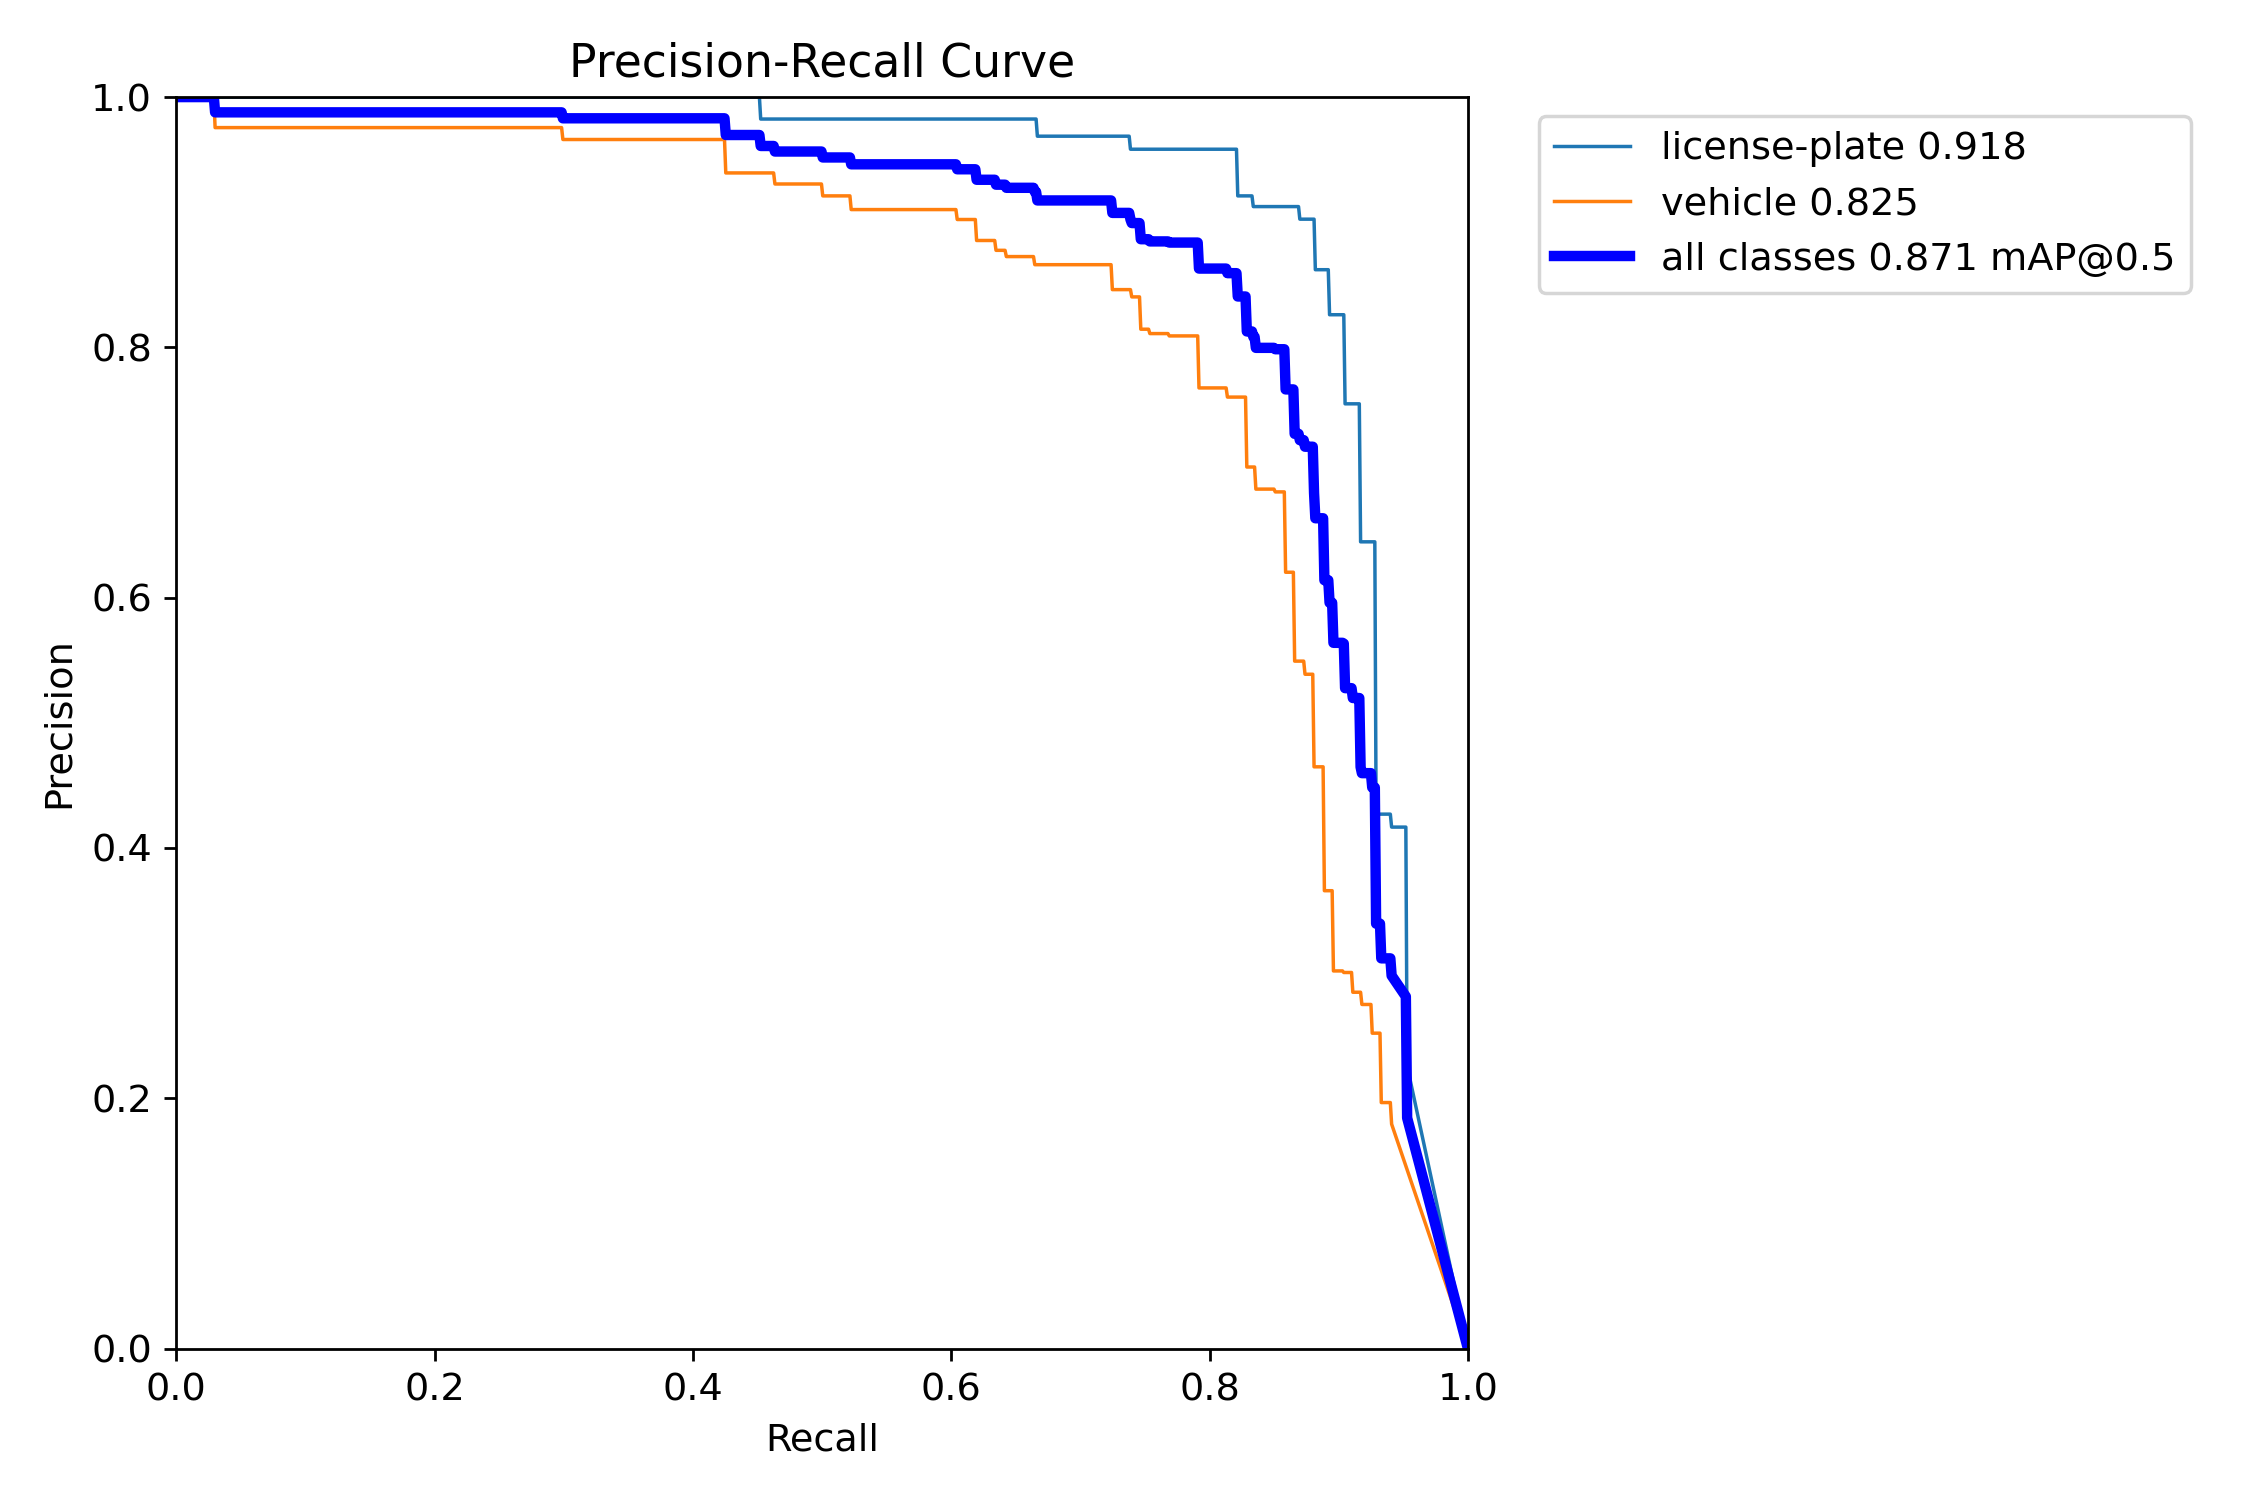 Precision-Recall Curve
1.0
0.8
0.6
0.4
0.2
0.0
Precision
0.0 0.2 0.4 0.6 0.8 1.0
Recall
license-plate 0.918
vehicle 0.825
all classes 0.871 mAP@0.5